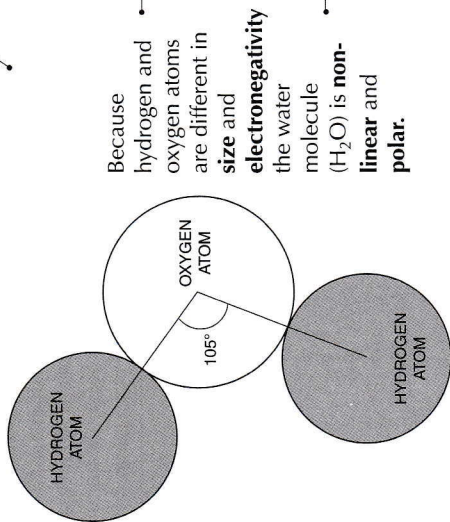 HYDROGEN
ATOM
OXYGEN
ATOM
105°
HYDROGEN
ATOM
Because
hydrogen and
oxygen atoms
are different in
size and
electronegativity
the water
molecule
(H₂O) is non-
linear and
polar.